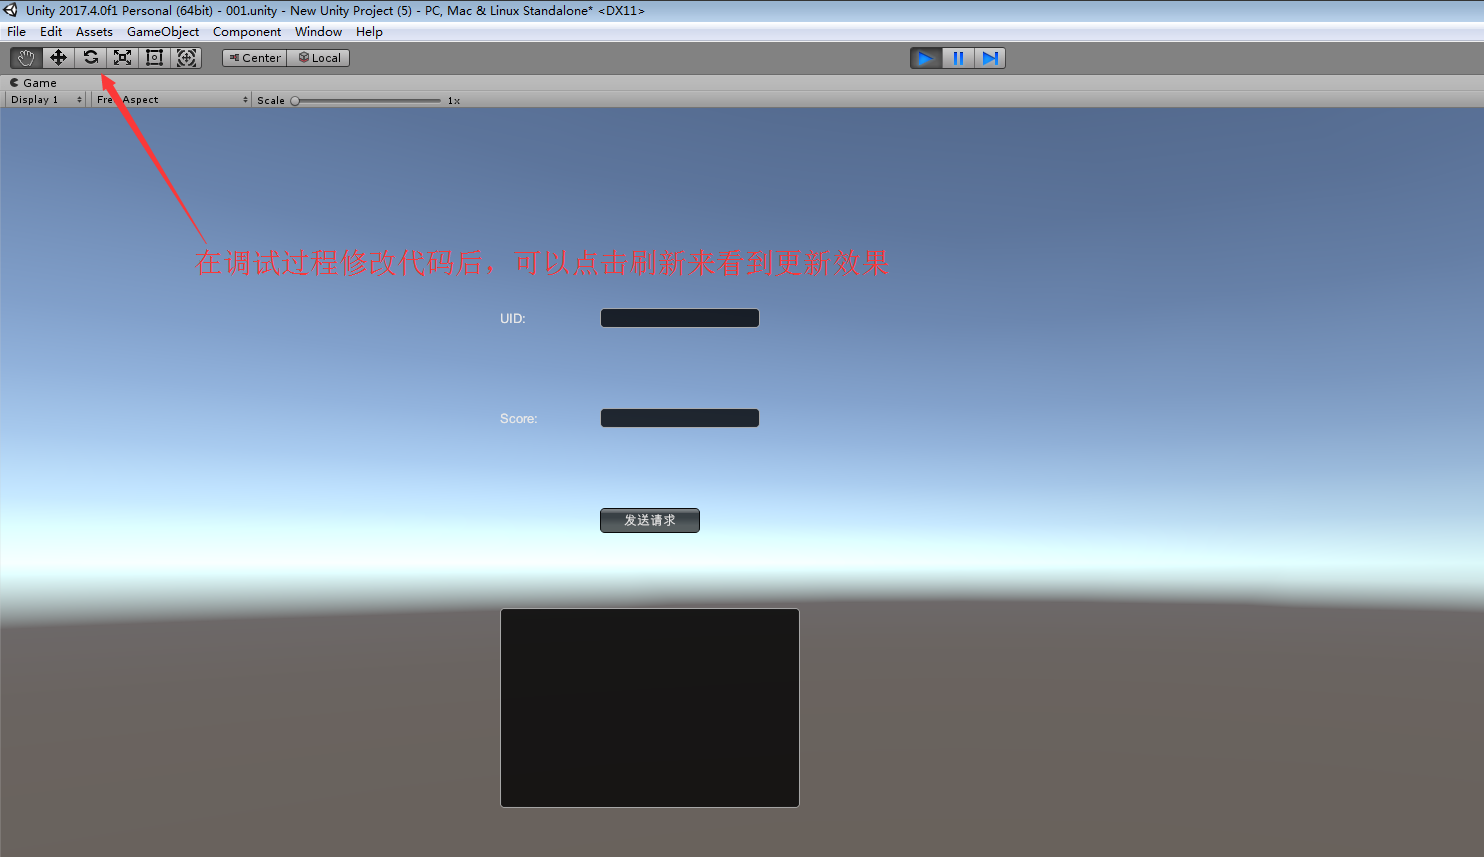 Unity 2017.4.0f1 Personal (64bit) - 001.unity - New Unity Project (5) - PC, Mac & Linux Standalone* <DX11>
File Edit Assets GameObject Component Window Help
Center Local
Game
Display 1 Free Aspect Scale 1x
在调试过程修改代码后，可以点击刷新来看到更新效果
UID:
Score:
发送请求